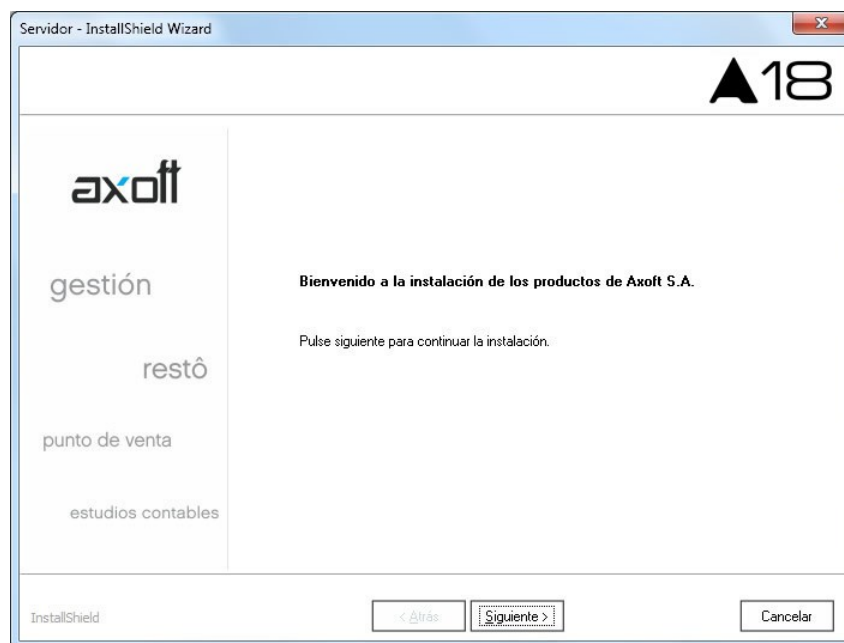 Servidor - InstallShield Wizard
A18
axoft
gestión
Bienvenido a la instalación de los productos de Axoft S.A.
Pulse siguiente para continuar la instalación.
restô
punto de venta
estudios contables
InstallShield
< Atrás
Siguiente >
Cancelar